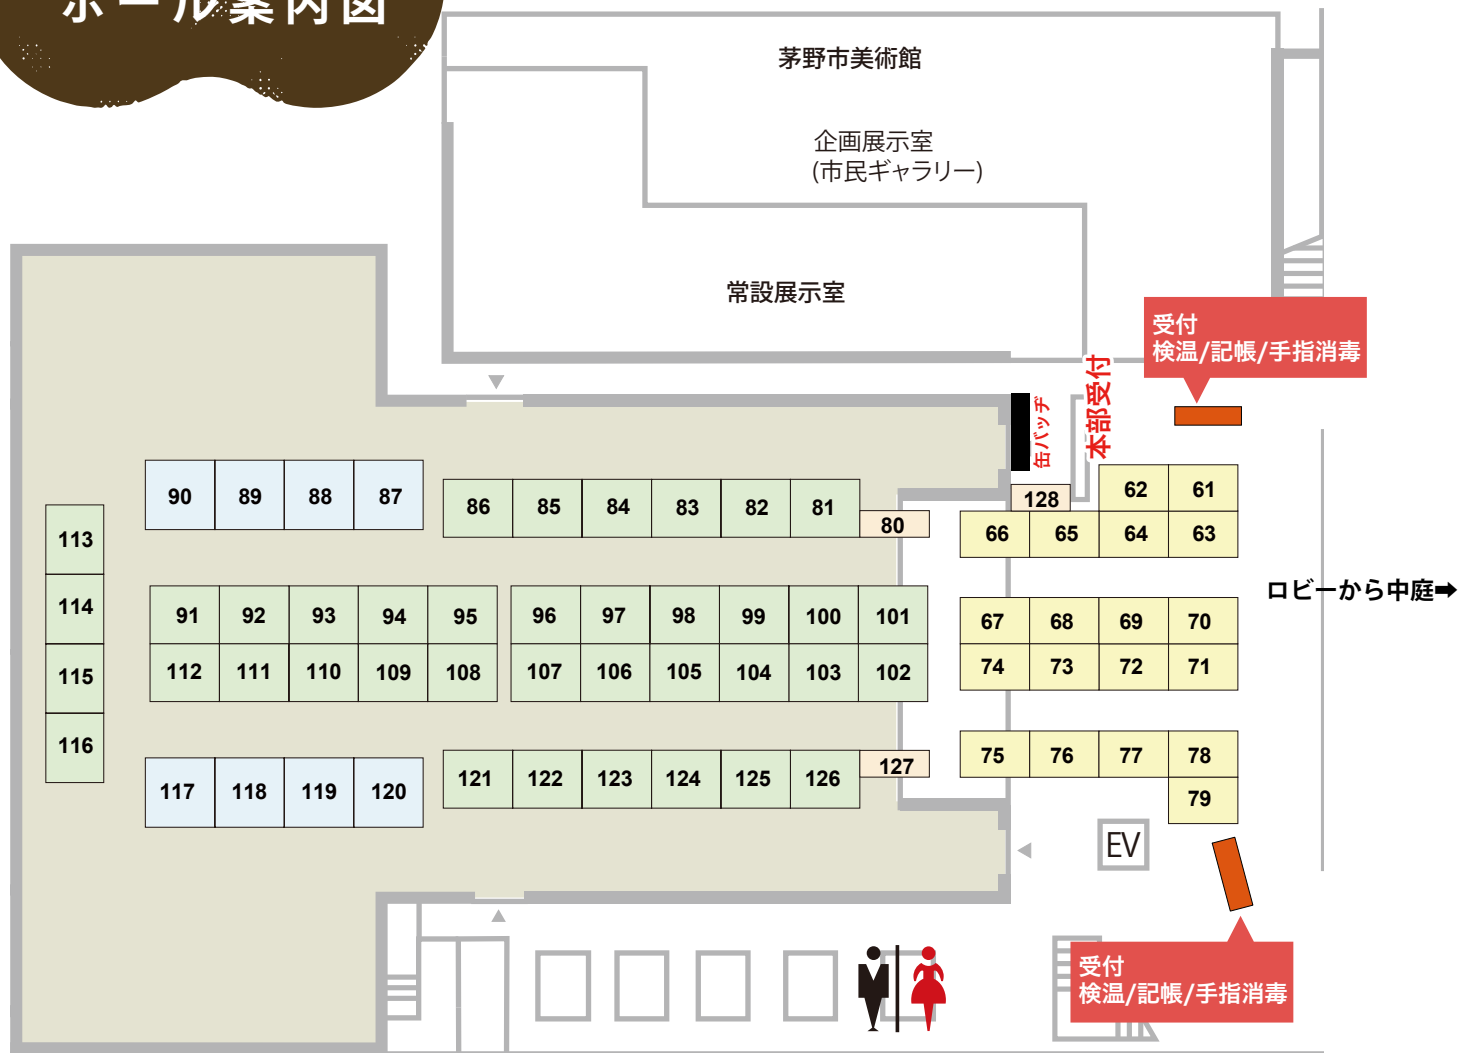 ホール案内図
茅野市美術館
企画展示室
(市民ギャラリー)
常設展示室
受付
検温/記帳/手指消毒
本部受付
缶バッヂ
90 89 88 87
86 85 84 83 82 81
80
128
62 61
66 65 64 63
113
114
115
116
91 92 93 94 95
96 97 98 99 100 101
112 111 110 109 108
107 106 105 104 103 102
67 68 69 70
74 73 72 71
ロビーから中庭➡
75 76 77 78
79
117 118 119 120
121 122 123 124 125 126
127
EV
受付
検温/記帳/手指消毒